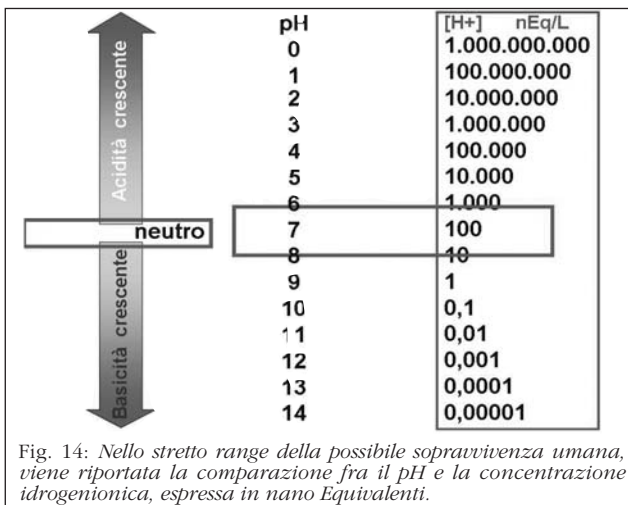 Acidità crescente
neutro
Basicità crescente
pH [H+] nEq/L
0 1.000.000.000
1 100.000.000
2 10.000.000
3 1.000.000
4 100.000
5 10.000
6 1.000
7 100
8 10
9 1
10 0,1
11 0,01
12 0,001
13 0,0001
14 0,00001
Fig. 14: Nello stretto range della possibile sopravvivenza umana,
viene riportata la comparazione fra il pH e la concentrazione
idrogenionica, espressa in nano Equivalenti.